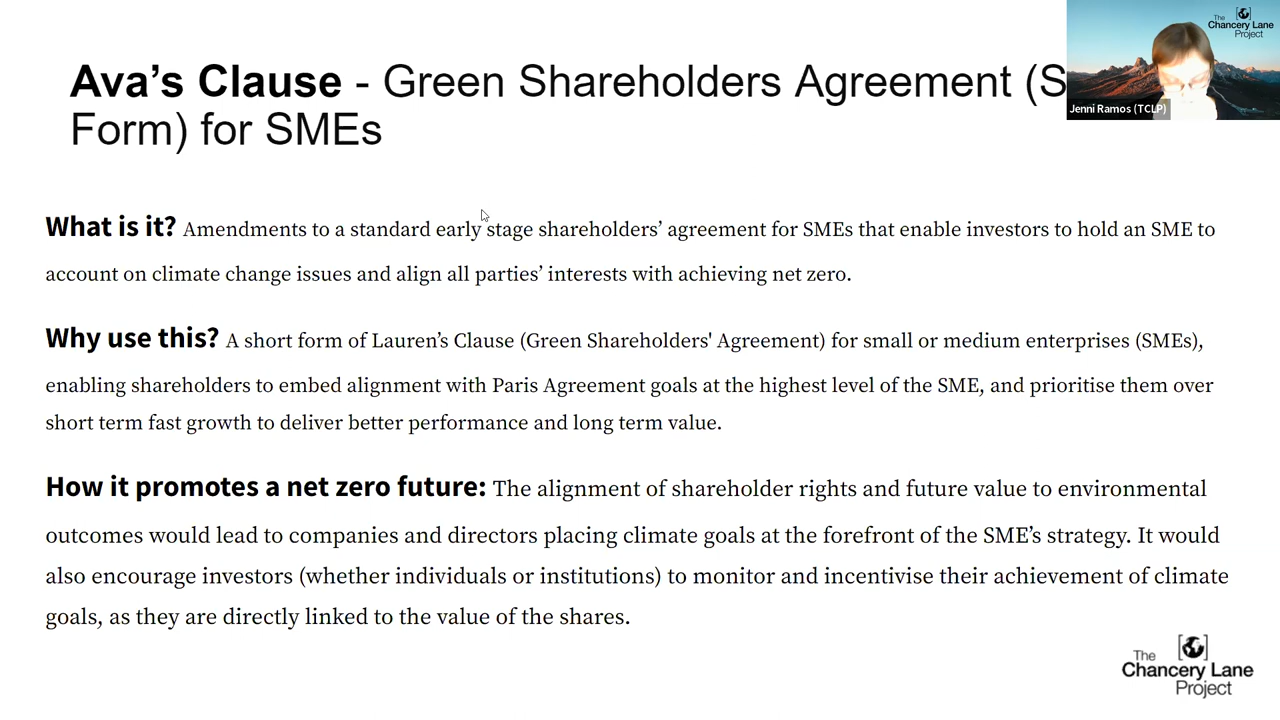 Ava’s Clause - Green Shareholders Agreement (S
Form) for SMEs
The
Chancery Lane
Project
Jenni Ramos (TCLP)
What is it? Amendments to a standard early stage shareholders’ agreement for SMEs that enable investors to hold an SME to
account on climate change issues and align all parties’ interests with achieving net zero.
Why use this? A short form of Lauren’s Clause (Green Shareholders' Agreement) for small or medium enterprises (SMEs),
enabling shareholders to embed alignment with Paris Agreement goals at the highest level of the SME, and prioritise them over
short term fast growth to deliver better performance and long term value.
How it promotes a net zero future: The alignment of shareholder rights and future value to environmental
outcomes would lead to companies and directors placing climate goals at the forefront of the SME’s strategy. It would
also encourage investors (whether individuals or institutions) to monitor and incentivise their achievement of climate
goals, as they are directly linked to the value of the shares.
The
Chancery Lane
Project